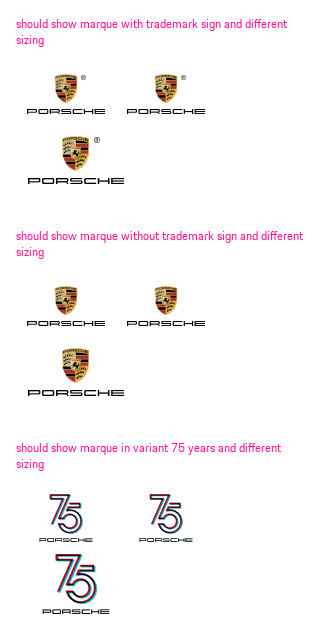 should show marque with trademark sign and different
sizing
®
®
PORSCHE
PORSCHE
®
PORSCHE
should show marque without trademark sign and different
sizing
PORSCHE
PORSCHE
PORSCHE
should show marque in variant 75 years and different
sizing
75
75
PORSCHE
PORSCHE
75
PORSCHE